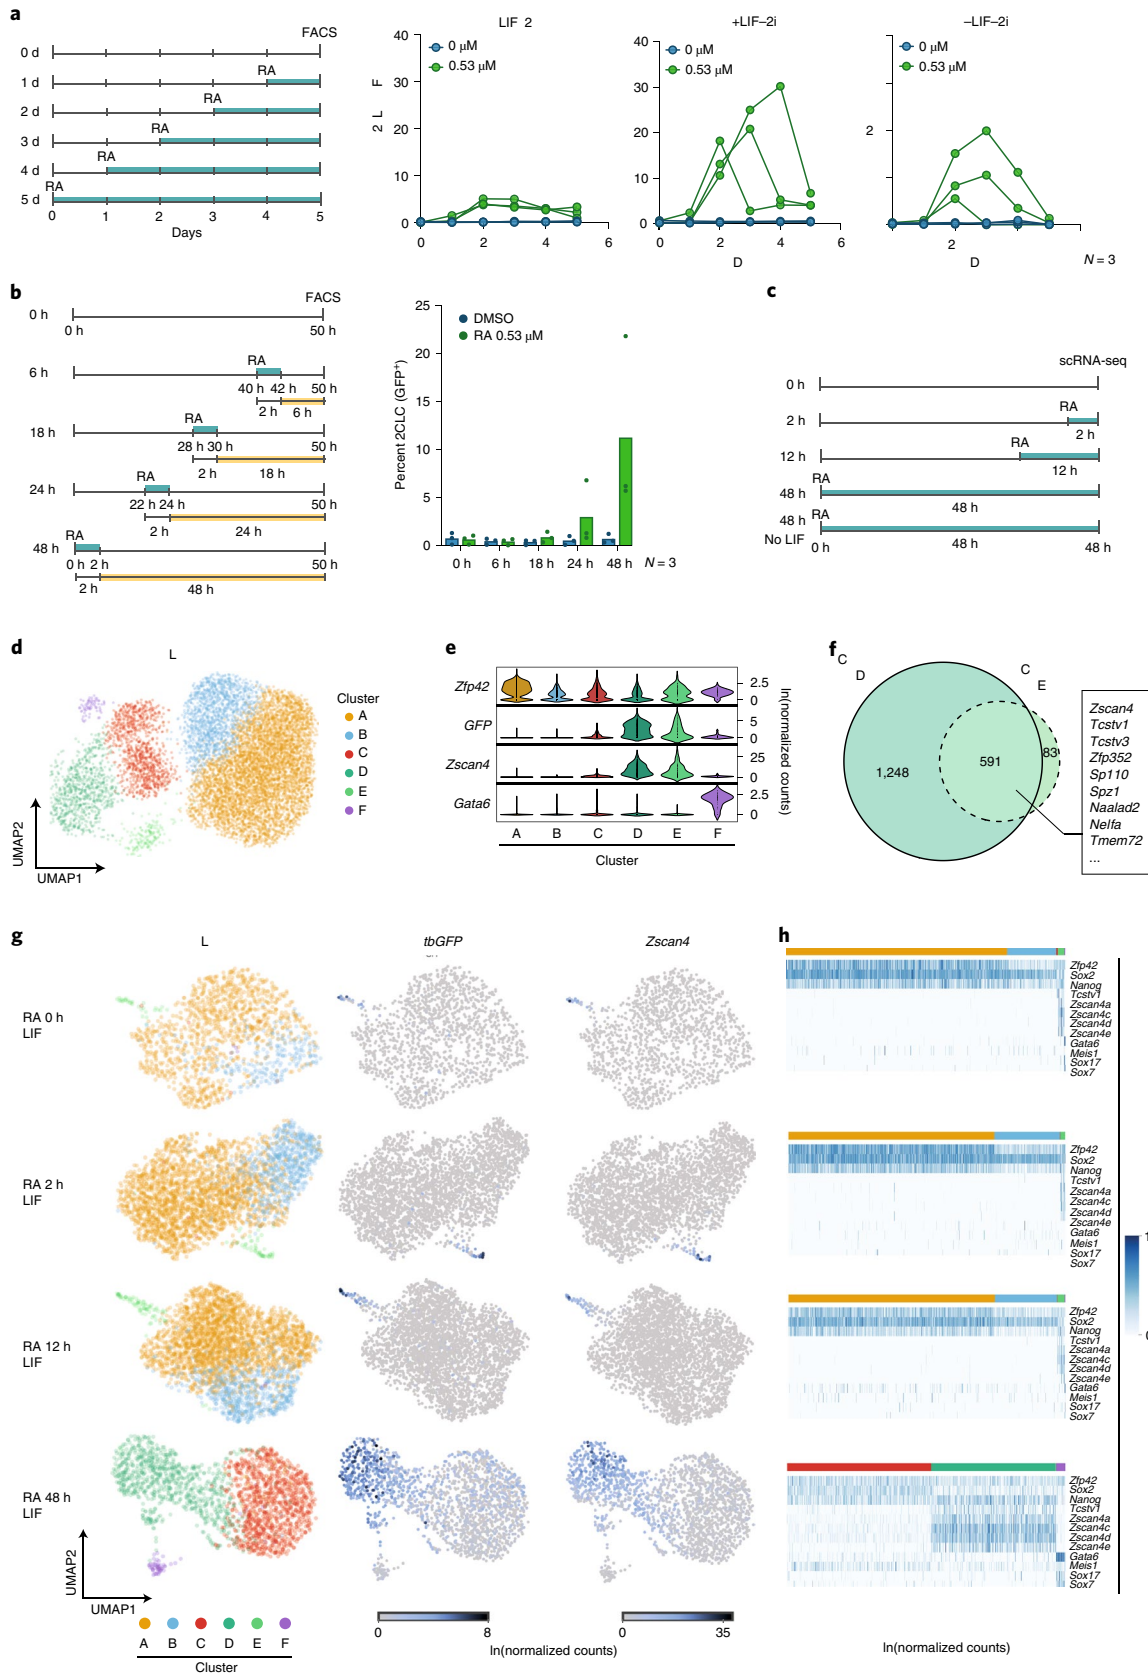 a
FACS
0 d
1 d
RA
2 d
RA
3 d
RA
4 d
RA
5 d
RA
0 1 2 3 4 5
Days
LIF 2
2 L F
0 μM
0.53 μM
40
30
20
10
0
0 2 4 6
+LIF–2i
0 μM
0.53 μM
40
30
20
10
0
0 2 4 6
D
–LIF–2i
0 μM
0.53 μM
2
2
D
N = 3
b
FACS
0 h
0 h 50 h
6 h
RA
40 h 42 h 50 h
2 h 6 h
18 h
RA
28 h 30 h 50 h
2 h 18 h
24 h
RA
22 h 24 h 50 h
2 h 24 h
48 h
RA
0 h 2 h 50 h
2 h 48 h
Percent 2CLC (GFP+)
DMSO
RA 0.53 μM
25
20
15
10
5
0
0 h 6 h 18 h 24 h 48 h
N = 3
c
scRNA-seq
0 h
2 h
RA
2 h
12 h
RA
12 h
48 h
RA
48 h
48 h
No LIF
RA
0 h 48 h 48 h
d
L
Cluster
A
B
C
D
E
F
UMAP2
UMAP1
e
Zfp42
GFP
Zscan4
Gata6
2.5
0
5
0
25
0
2.5
0
ln(normalized counts)
A B C D E F
Cluster
f
C
D
C
E
1,248
591
83
Zscan4
Tcstv1
Tcstv3
Zfp352
Sp110
Spz1
Naalad2
Nelfa
Tmem72
...
g
L
tbGFP
Zscan4
RA 0 h
LIF
RA 2 h
LIF
RA 12 h
LIF
RA 48 h
LIF
UMAP2
UMAP1
A B C D E F
Cluster
0 8
0 35
ln(normalized counts)
h
Zfp42
Sox2
Nanog
Tcstv1
Zscan4a
Zscan4c
Zscan4d
Zscan4e
Gata6
Meis1
Sox17
Sox7
Zfp42
Sox2
Nanog
Tcstv1
Zscan4a
Zscan4c
Zscan4d
Zscan4e
Gata6
Meis1
Sox17
Sox7
Zfp42
Sox2
Nanog
Tcstv1
Zscan4a
Zscan4c
Zscan4d
Zscan4e
Gata6
Meis1
Sox17
Sox7
Zfp42
Sox2
Nanog
Tcstv1
Zscan4a
Zscan4c
Zscan4d
Zscan4e
Gata6
Meis1
Sox17
Sox7
1
0
ln(normalized counts)